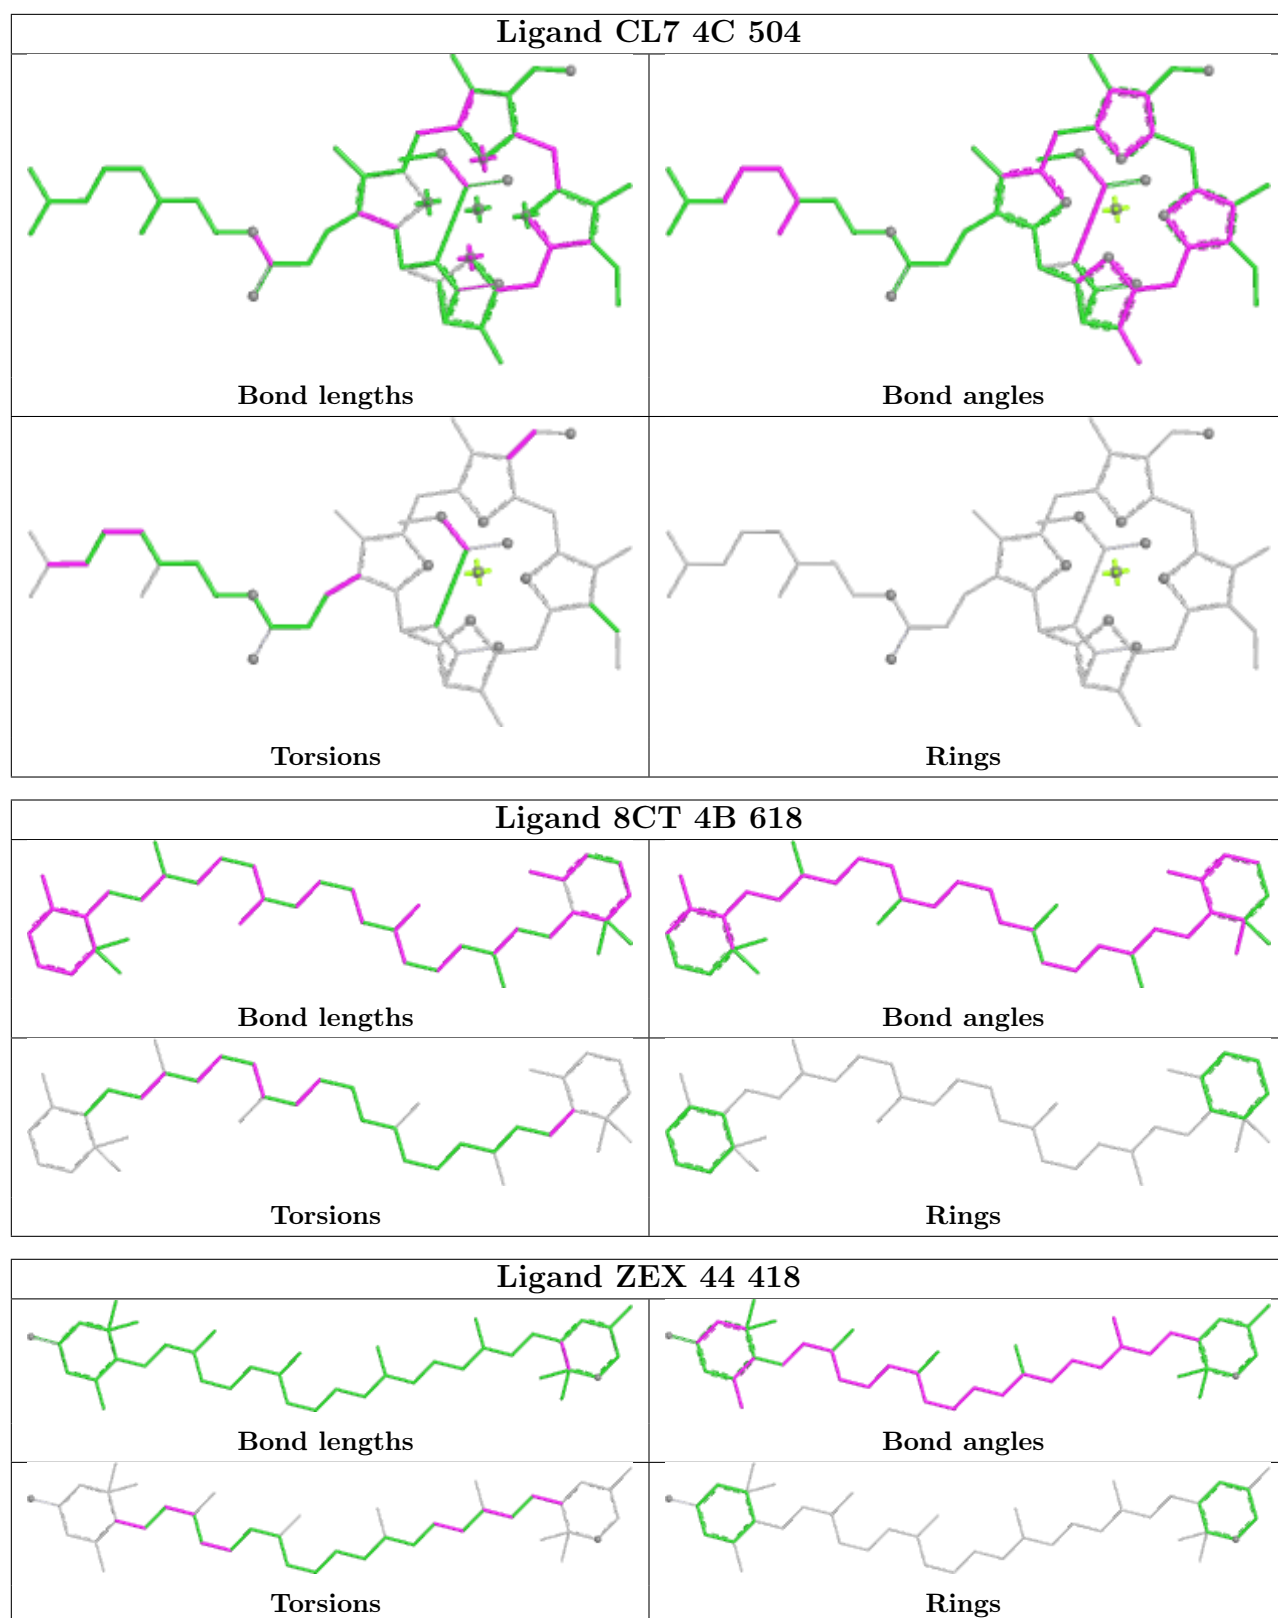 Ligand CL7 4C 504
Bond lengths
Bond angles
Torsions
Rings
Ligand 8CT 4B 618
Bond lengths
Bond angles
Torsions
Rings
Ligand ZEX 44 418
Bond lengths
Bond angles
Torsions
Rings